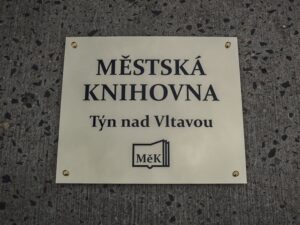 MĚSTSKÁ
KNIHOVNA
Týn nad Vltavou
MěK